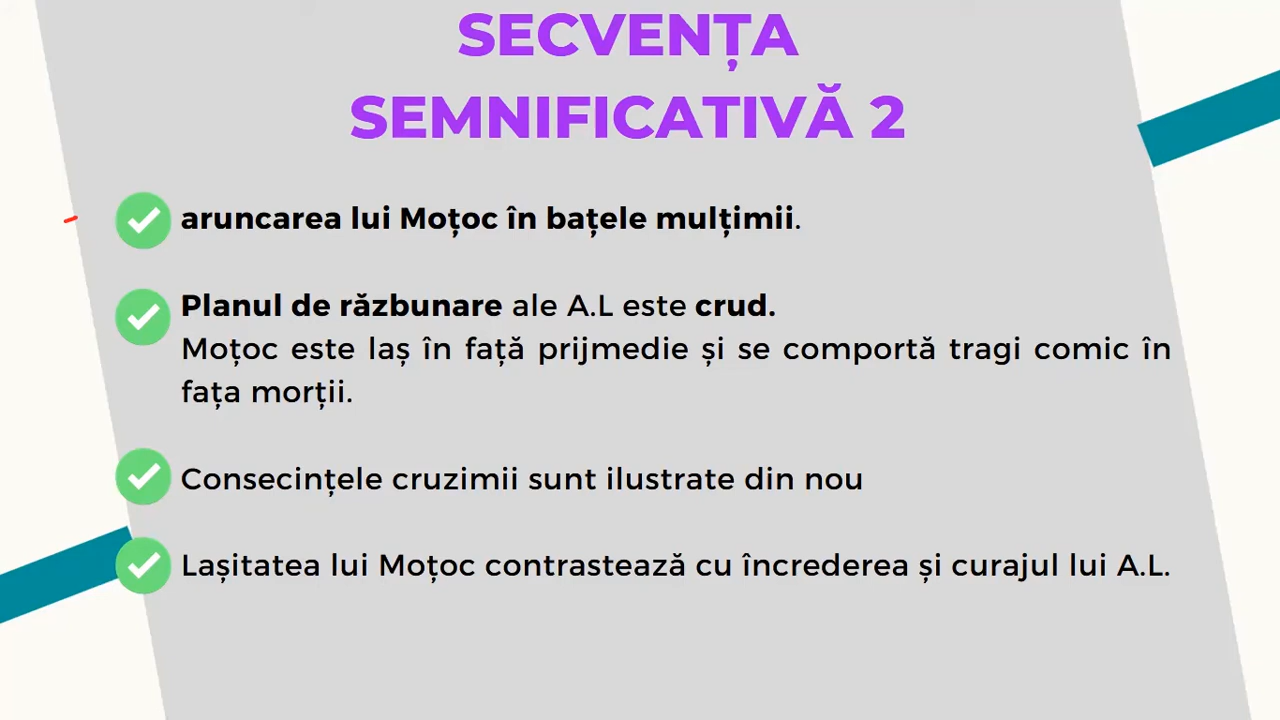 SECVENȚA
SEMNIFICATIVĂ 2
aruncarea lui Moțoc în bațele mulțimii.
Planul de răzbunare ale A.L este crud.
Moțoc este laș în față prijmedie și se comportă tragi comic în
fața morții.
Consecințele cruzimii sunt ilustrate din nou
Lașitatea lui Moțoc contrastează cu încrederea și curajul lui A.L.